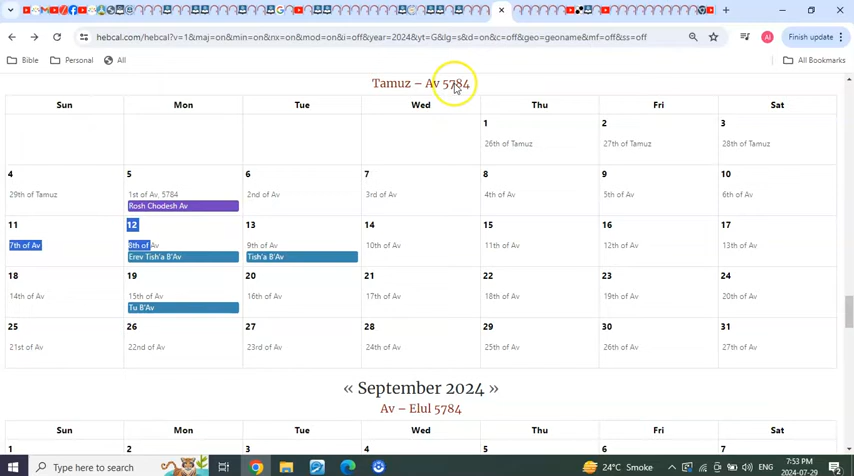 hebcal.com/hebcal?v=1&maj=on&min=on&nx=on&mod=on&i=off&year=2024&yt=G&lg=s&d=on&c=off&geo=geoname&mf=off&ss=off
AI
Finish update
Bible
Personal
All
All Bookmarks
Tamuz – Av 5784
Sun Mon Tue Wed Thu Fri Sat
1 2 3
26th of Tamuz 27th of Tamuz 28th of Tamuz
4 5 6 7 8 9 10
29th of Tamuz 1st of Av, 5784 2nd of Av 3rd of Av 4th of Av 5th of Av 6th of Av
Rosh Chodesh Av
11 12 13 14 15 16 17
7th of Av 8th of Av 9th of Av 10th of Av 11th of Av 12th of Av 13th of Av
Erev Tish'a B'Av Tish'a B'Av
18 19 20 21 22 23 24
14th of Av 15th of Av 16th of Av 17th of Av 18th of Av 19th of Av 20th of Av
Tu B'Av
25 26 27 28 29 30 31
21st of Av 22nd of Av 23rd of Av 24th of Av 25th of Av 26th of Av 27th of Av
« September 2024 »
Av – Elul 5784
Sun Mon Tue Wed Thu Fri Sat
1 2 3 4 5 6 7
Type here to search
24°C Smoke
ENG
7:53 PM
2024-07-29